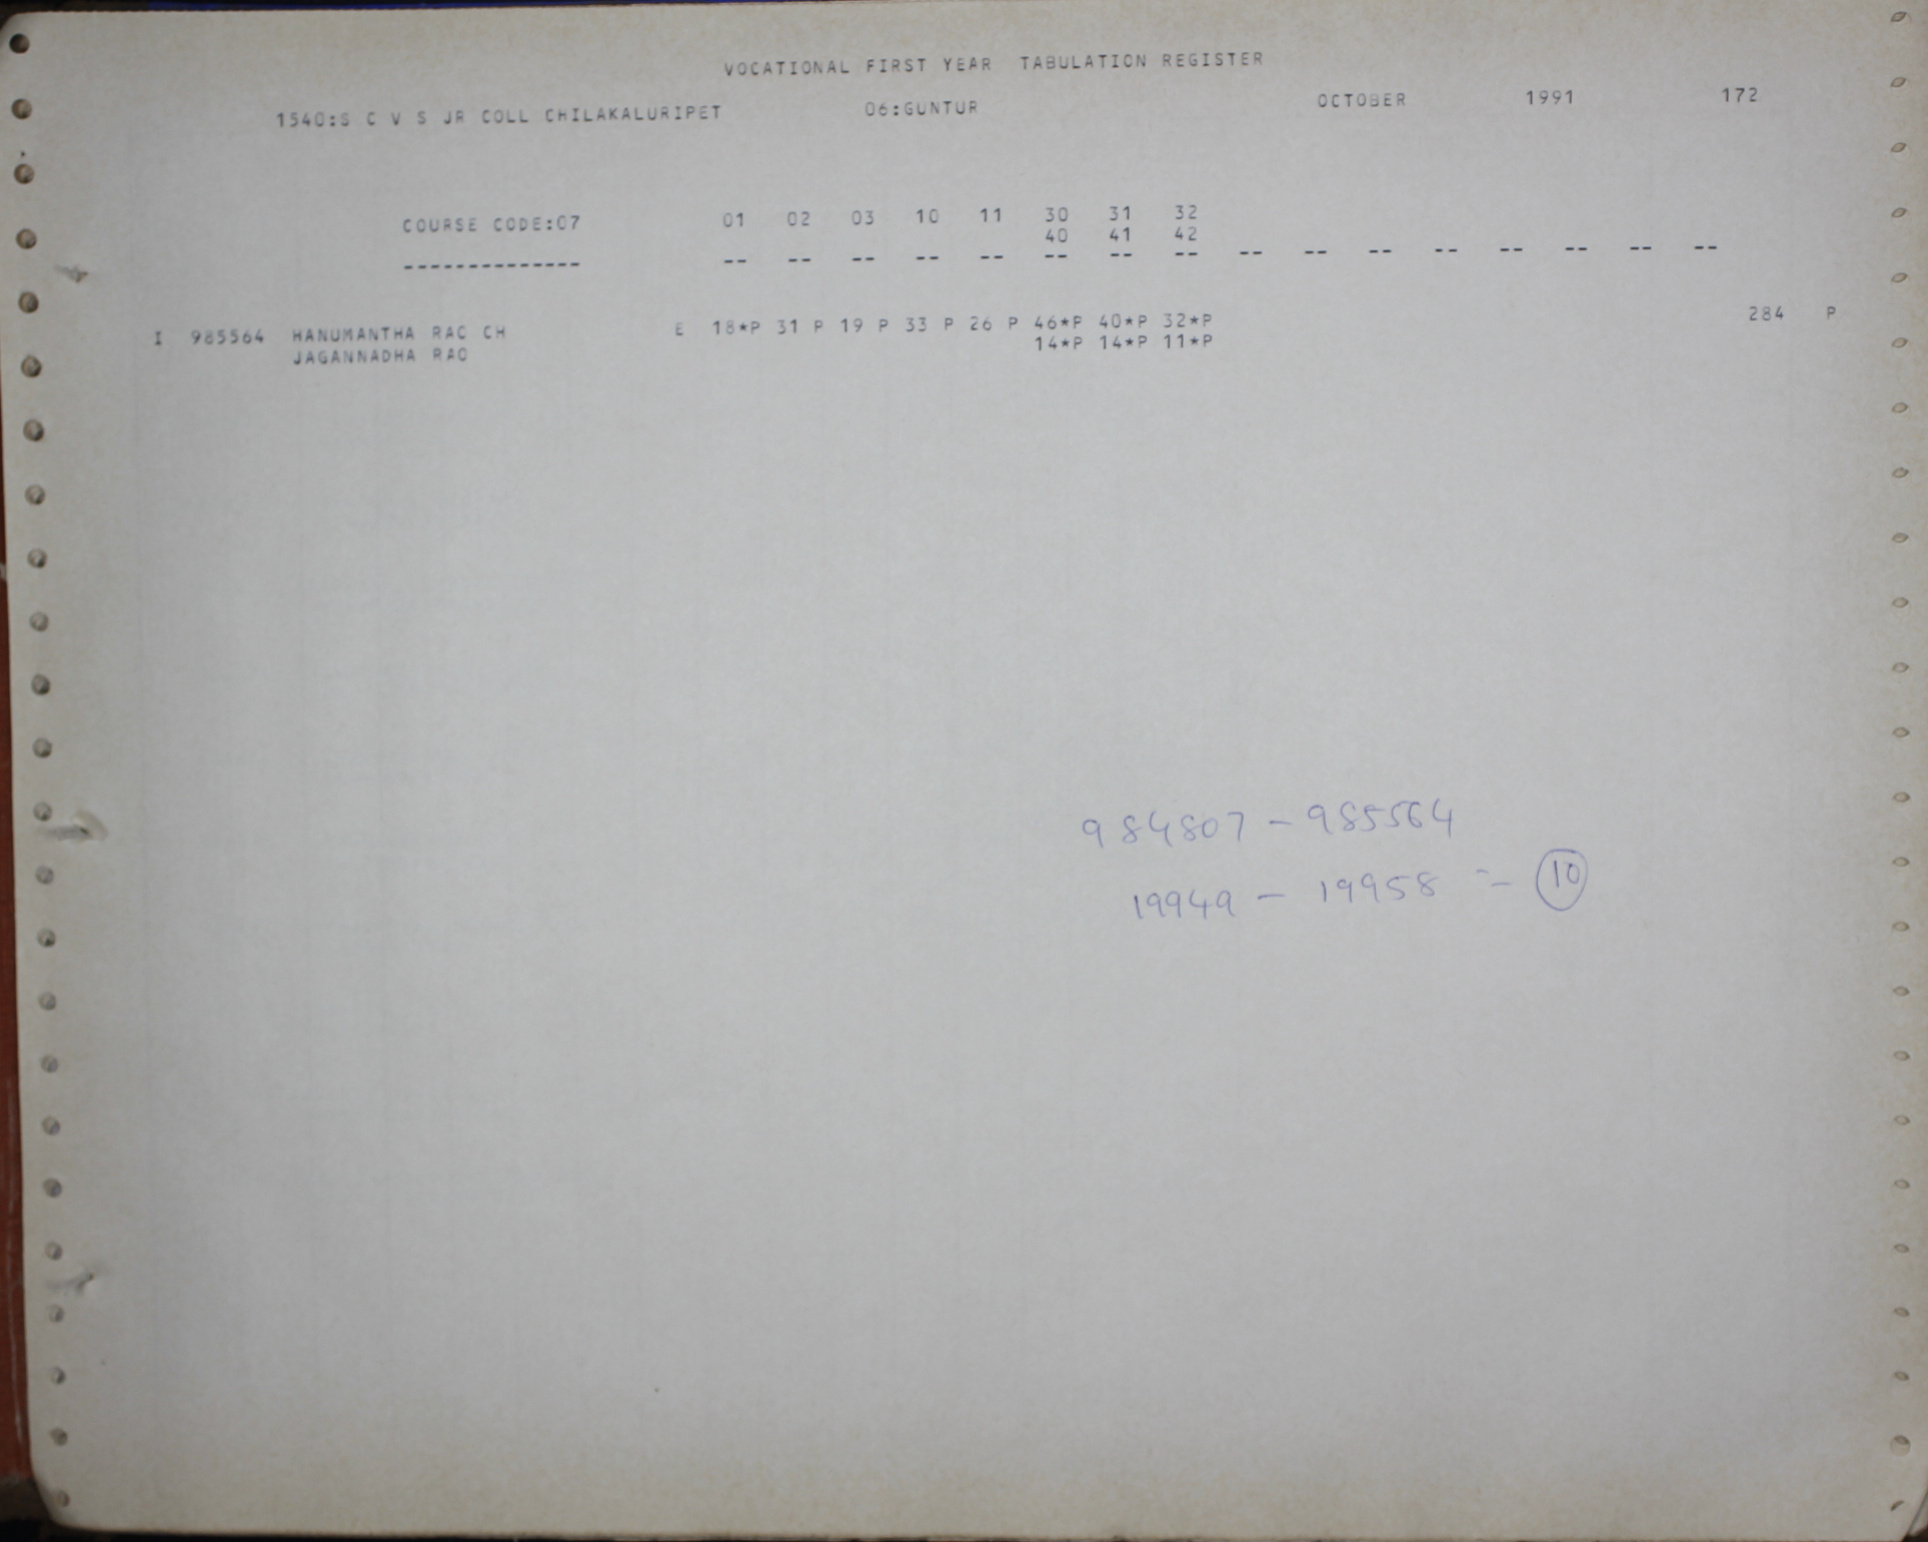 VOCATIONAL FIRST YEAR TABULATION REGISTER
1540:S C V S JR COLL CHILAKALURIPET 06:GUNTUR OCTOBER 1991 172
COURSE CODE:07 01 02 03 10 11 30 31 32
40 41 42
-------------- -- -- -- -- -- -- -- -- -- -- -- -- -- -- -- --
I 985564 HANUMANTHA RAO CH E 18*P 31 P 19 P 33 P 26 P 46*P 40*P 32*P 284 P
JAGANNADHA RAO 14*P 14*P 11*P
984807 - 985564
19949 - 19958 = 10